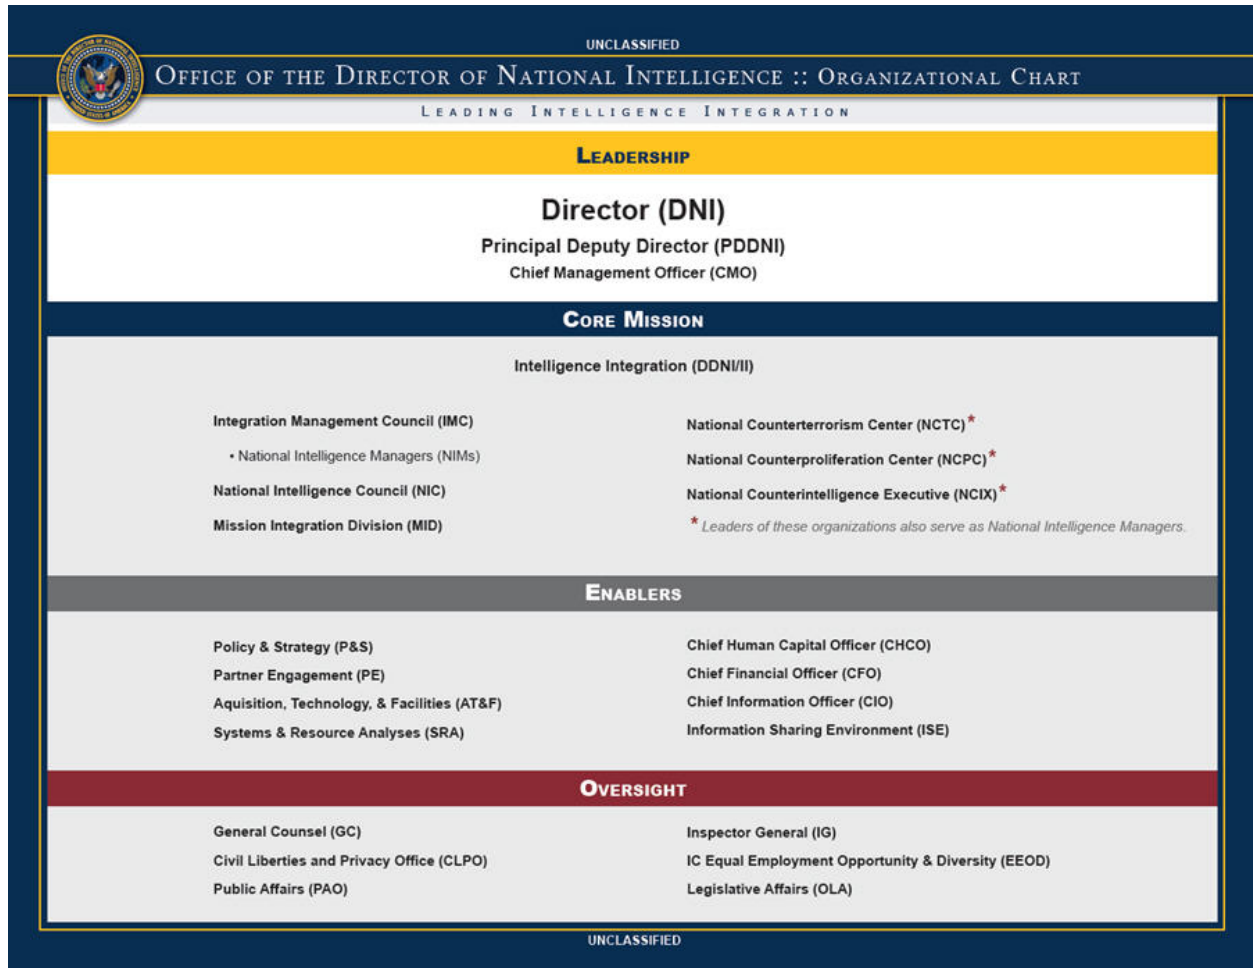 UNCLASSIFIED
OFFICE OF THE DIRECTOR OF NATIONAL INTELLIGENCE :: ORGANIZATIONAL CHART
LEADING INTELLIGENCE INTEGRATION
LEADERSHIP
Director (DNI)
Principal Deputy Director (PDDNI)
Chief Management Officer (CMO)
CORE MISSION
Intelligence Integration (DDNI/II)
Integration Management Council (IMC)
• National Intelligence Managers (NIMs)
National Intelligence Council (NIC)
Mission Integration Division (MID)
National Counterterrorism Center (NCTC)*
National Counterproliferation Center (NCPC)*
National Counterintelligence Executive (NCIX)*
* Leaders of these organizations also serve as National Intelligence Managers.
ENABLERS
Policy & Strategy (P&S)
Partner Engagement (PE)
Aquisition, Technology, & Facilities (AT&F)
Systems & Resource Analyses (SRA)
Chief Human Capital Officer (CHCO)
Chief Financial Officer (CFO)
Chief Information Officer (CIO)
Information Sharing Environment (ISE)
OVERSIGHT
General Counsel (GC)
Civil Liberties and Privacy Office (CLPO)
Public Affairs (PAO)
Inspector General (IG)
IC Equal Employment Opportunity & Diversity (EEOD)
Legislative Affairs (OLA)
UNCLASSIFIED